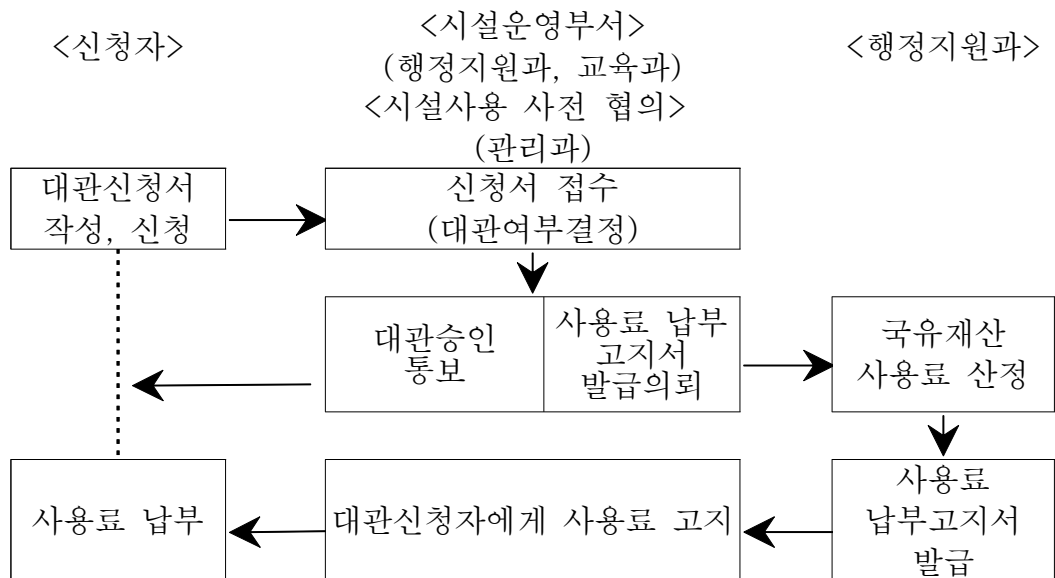 <신청자>
<시설운영부서>
(행정지원과, 교육과)
<시설사용 사전 협의>
(관리과)
<행정지원과>
대관신청서
작성, 신청
신청서 접수
(대관여부결정)
대관승인
통보
사용료 납부
고지서
발급의뢰
국유재산
사용료 산정
사용료 납부
대관신청자에게 사용료 고지
사용료
납부고지서
발급